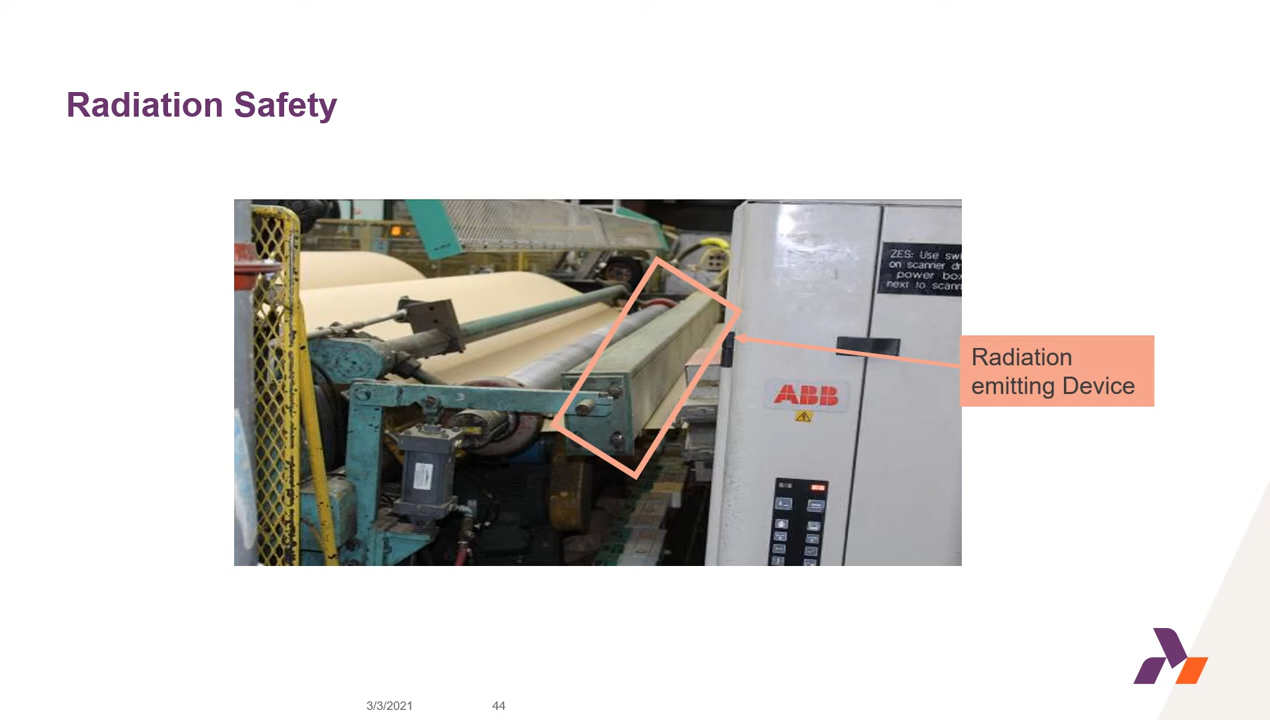 Radiation Safety
ZES: Use
on scanner
power
next to
Radiation
emitting Device
ABB
3/3/2021
44